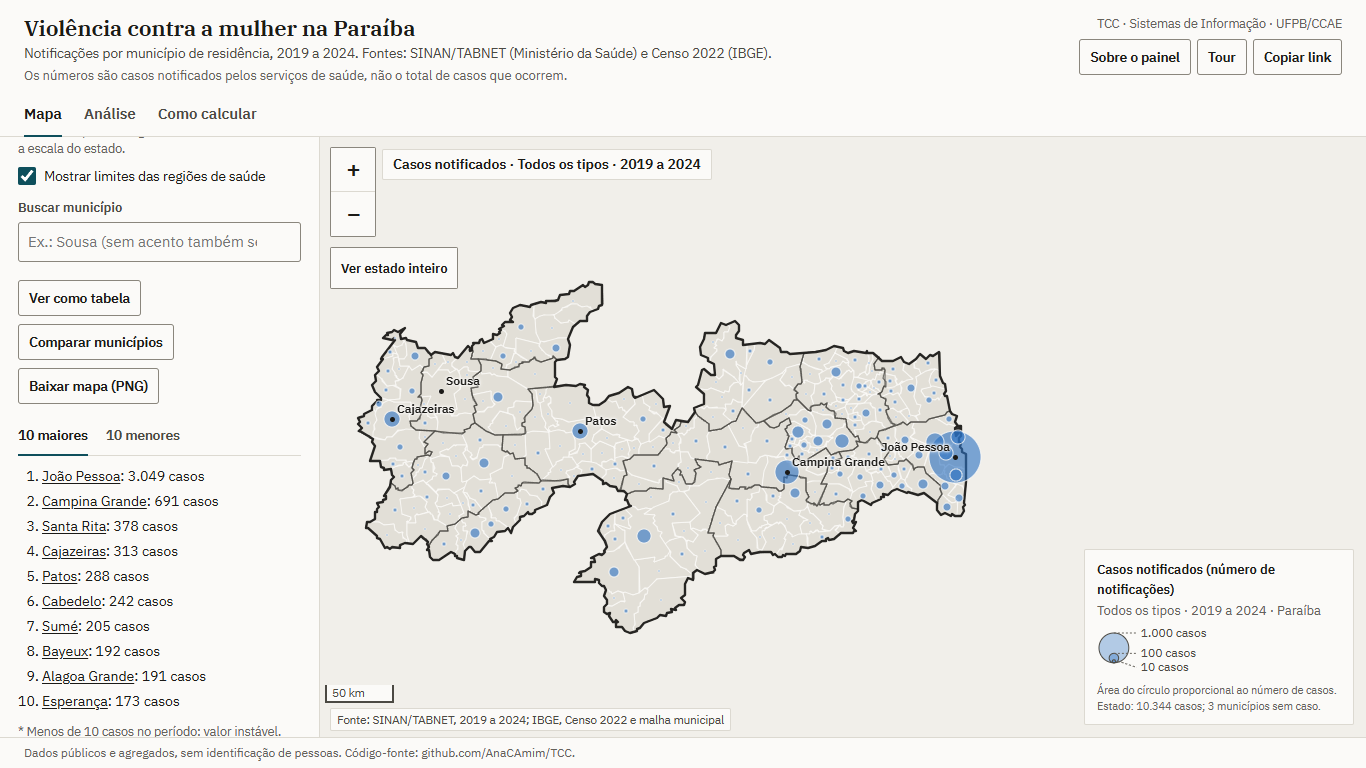 Violência contra a mulher na Paraíba
Notificações por município de residência, 2019 a 2024. Fontes: SINAN/TABNET (Ministério da Saúde) e Censo 2022 (IBGE).
Os números são casos notificados pelos serviços de saúde, não o total de casos que ocorrem.
TCC · Sistemas de Informação · UFPB/CCAE
Sobre o painel
Tour
Copiar link
Mapa
Análise
Como calcular
a escala do estado.
Mostrar limites das regiões de saúde
Buscar município
Ex.: Sousa (sem acento também
Ver como tabela
Comparar municípios
Baixar mapa (PNG)
10 maiores
10 menores
1. João Pessoa: 3.049 casos
2. Campina Grande: 691 casos
3. Santa Rita: 378 casos
4. Cajazeiras: 313 casos
5. Patos: 288 casos
6. Cabedelo: 242 casos
7. Sumé: 205 casos
8. Bayeux: 192 casos
9. Alagoa Grande: 191 casos
10. Esperança: 173 casos
* Menos de 10 casos no período: valor instável.
+
−
Casos notificados · Todos os tipos · 2019 a 2024
Ver estado inteiro
Sousa
Cajazeiras
Patos
João Pessoa
Campina Grande
50 km
Fonte: SINAN/TABNET, 2019 a 2024; IBGE, Censo 2022 e malha municipal
Casos notificados (número de
notificações)
Todos os tipos · 2019 a 2024 · Paraíba
1.000 casos
100 casos
10 casos
Área do círculo proporcional ao número de casos.
Estado: 10.344 casos; 3 municípios sem caso.
Dados públicos e agregados, sem identificação de pessoas. Código-fonte: github.com/AnaCAmim/TCC.